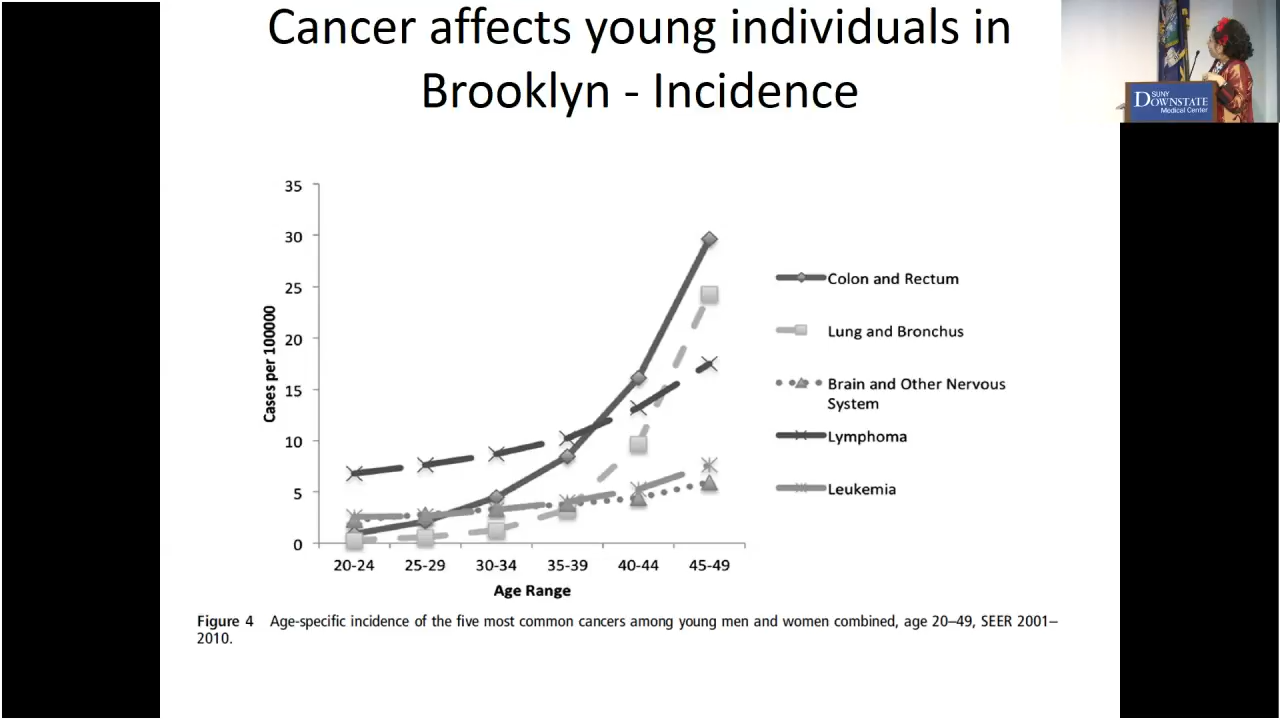 Cancer affects young individuals in
Brooklyn - Incidence
SUNY
DOWNSTATE
Medical Center
35
30
25
20
15
10
5
0
Cases per 100000
20-24 25-29 30-34 35-39 40-44 45-49
Age Range
Colon and Rectum
Lung and Bronchus
Brain and Other Nervous
System
Lymphoma
Leukemia
Figure 4 Age-specific incidence of the five most common cancers among young men and women combined, age 20–49, SEER 2001–
2010.